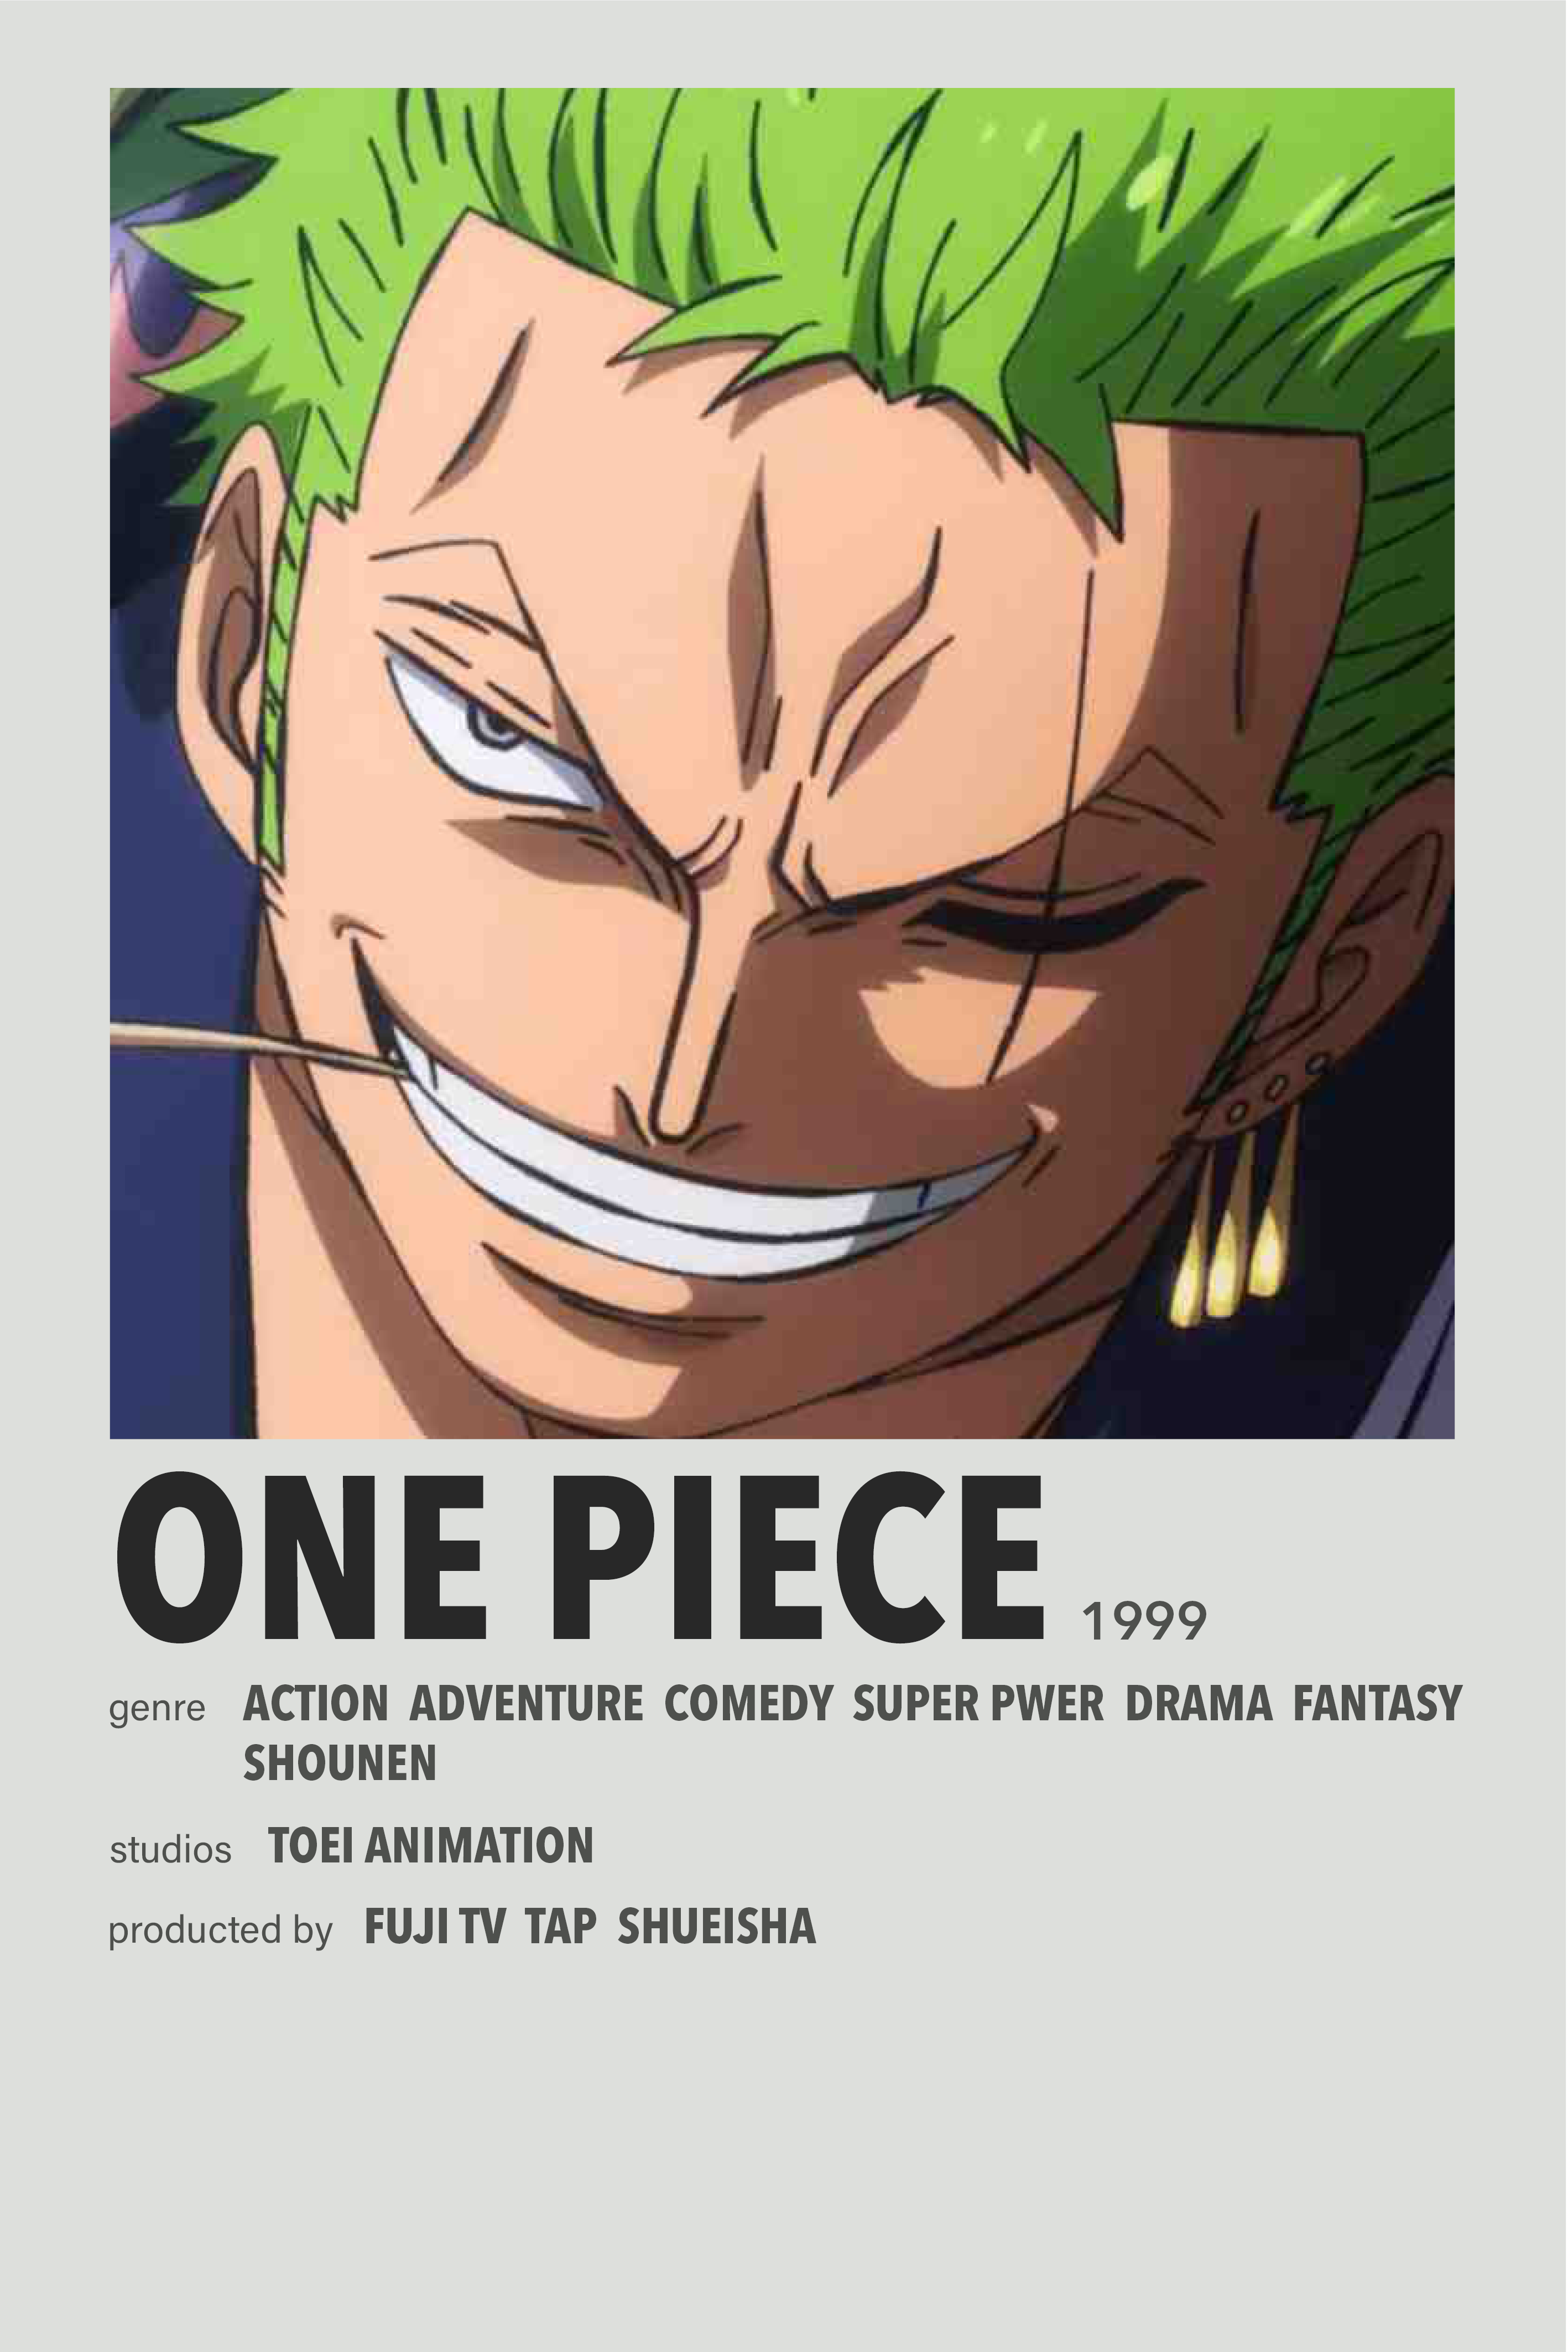 ONE PIECE 1999
genre ACTION ADVENTURE COMEDY SUPER PWER DRAMA FANTASY
SHOUNEN
studios TOEI ANIMATION
producted by FUJI TV TAP SHUEISHA